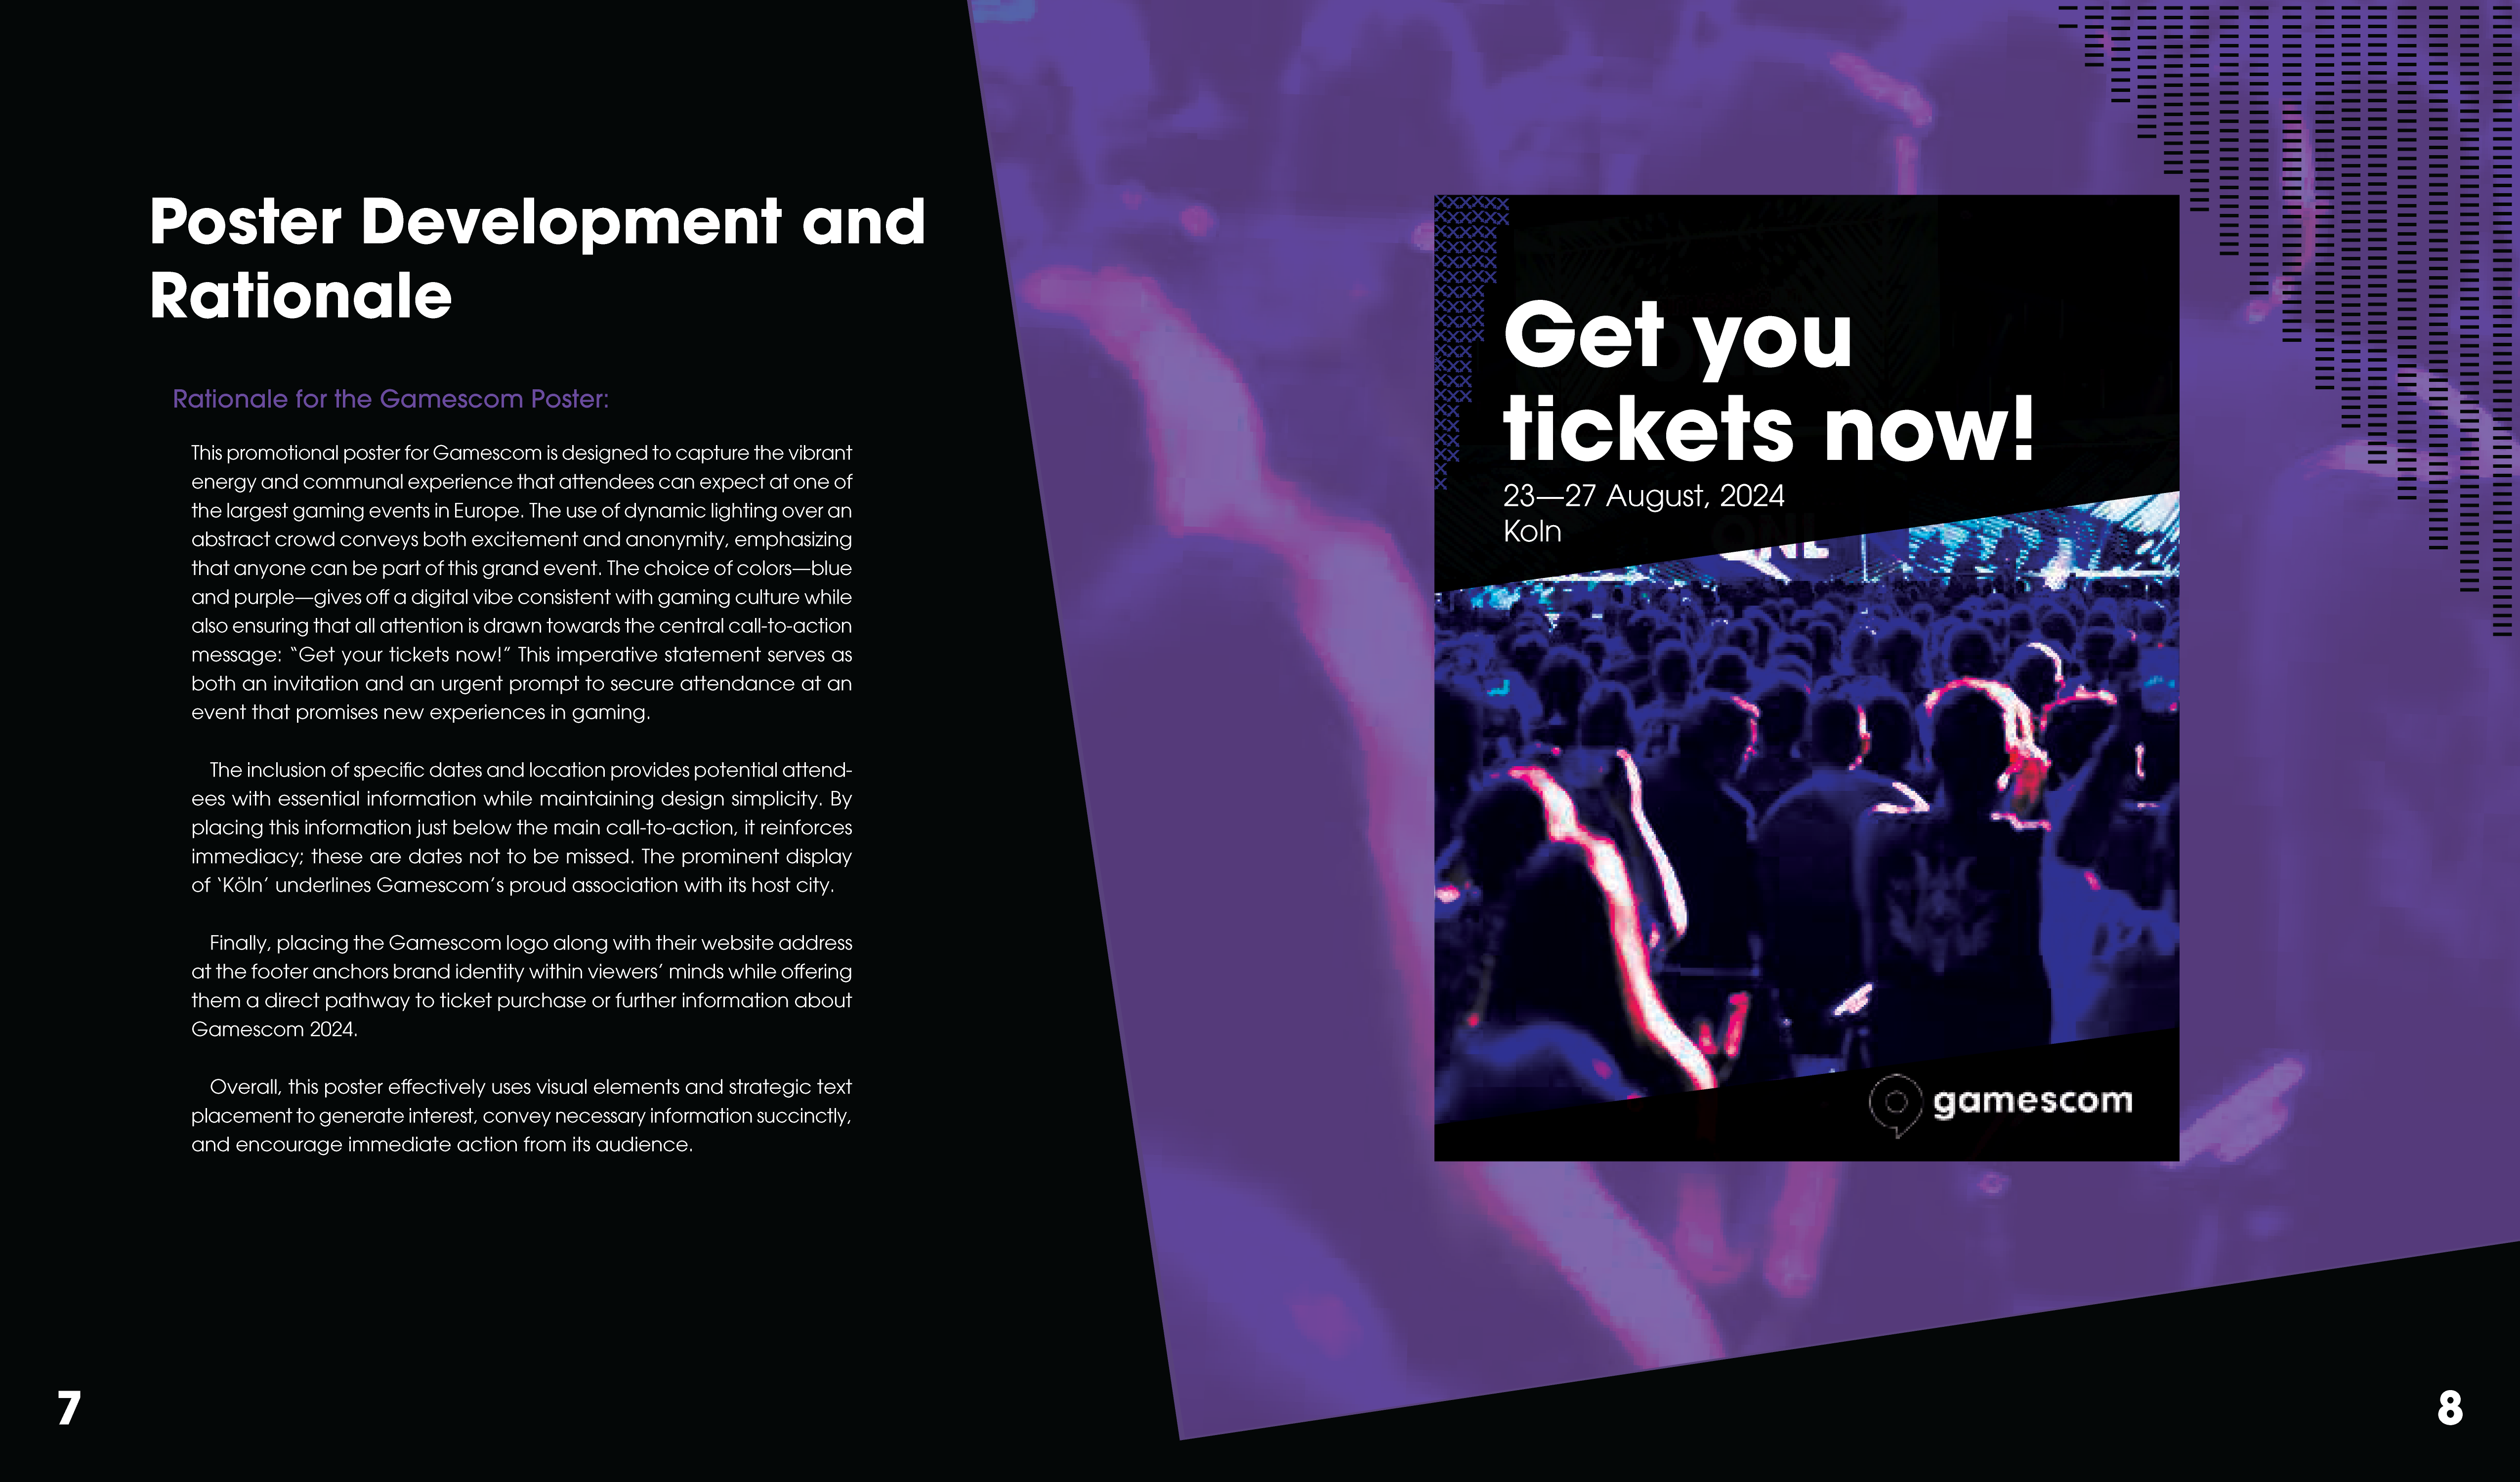 Poster Development and
Rationale
Rationale for the Gamescom Poster:
This promotional poster for Gamescom is designed to capture the vibrant
energy and communal experience that attendees can expect at one of
the largest gaming events in Europe. The use of dynamic lighting over an
abstract crowd conveys both excitement and anonymity, emphasizing
that anyone can be part of this grand event. The choice of colors—blue
and purple—gives off a digital vibe consistent with gaming culture while
also ensuring that all attention is drawn towards the central call-to-action
message: “Get your tickets now!” This imperative statement serves as
both an invitation and an urgent prompt to secure attendance at an
event that promises new experiences in gaming.
The inclusion of specific dates and location provides potential attend-
ees with essential information while maintaining design simplicity. By
placing this information just below the main call-to-action, it reinforces
immediacy; these are dates not to be missed. The prominent display
of ‘Köln’ underlines Gamescom’s proud association with its host city.
Finally, placing the Gamescom logo along with their website address
at the footer anchors brand identity within viewers’ minds while offering
them a direct pathway to ticket purchase or further information about
Gamescom 2024.
Overall, this poster effectively uses visual elements and strategic text
placement to generate interest, convey necessary information succinctly,
and encourage immediate action from its audience.
7
Get you
tickets now!
23—27 August, 2024
Koln
gamescom
8